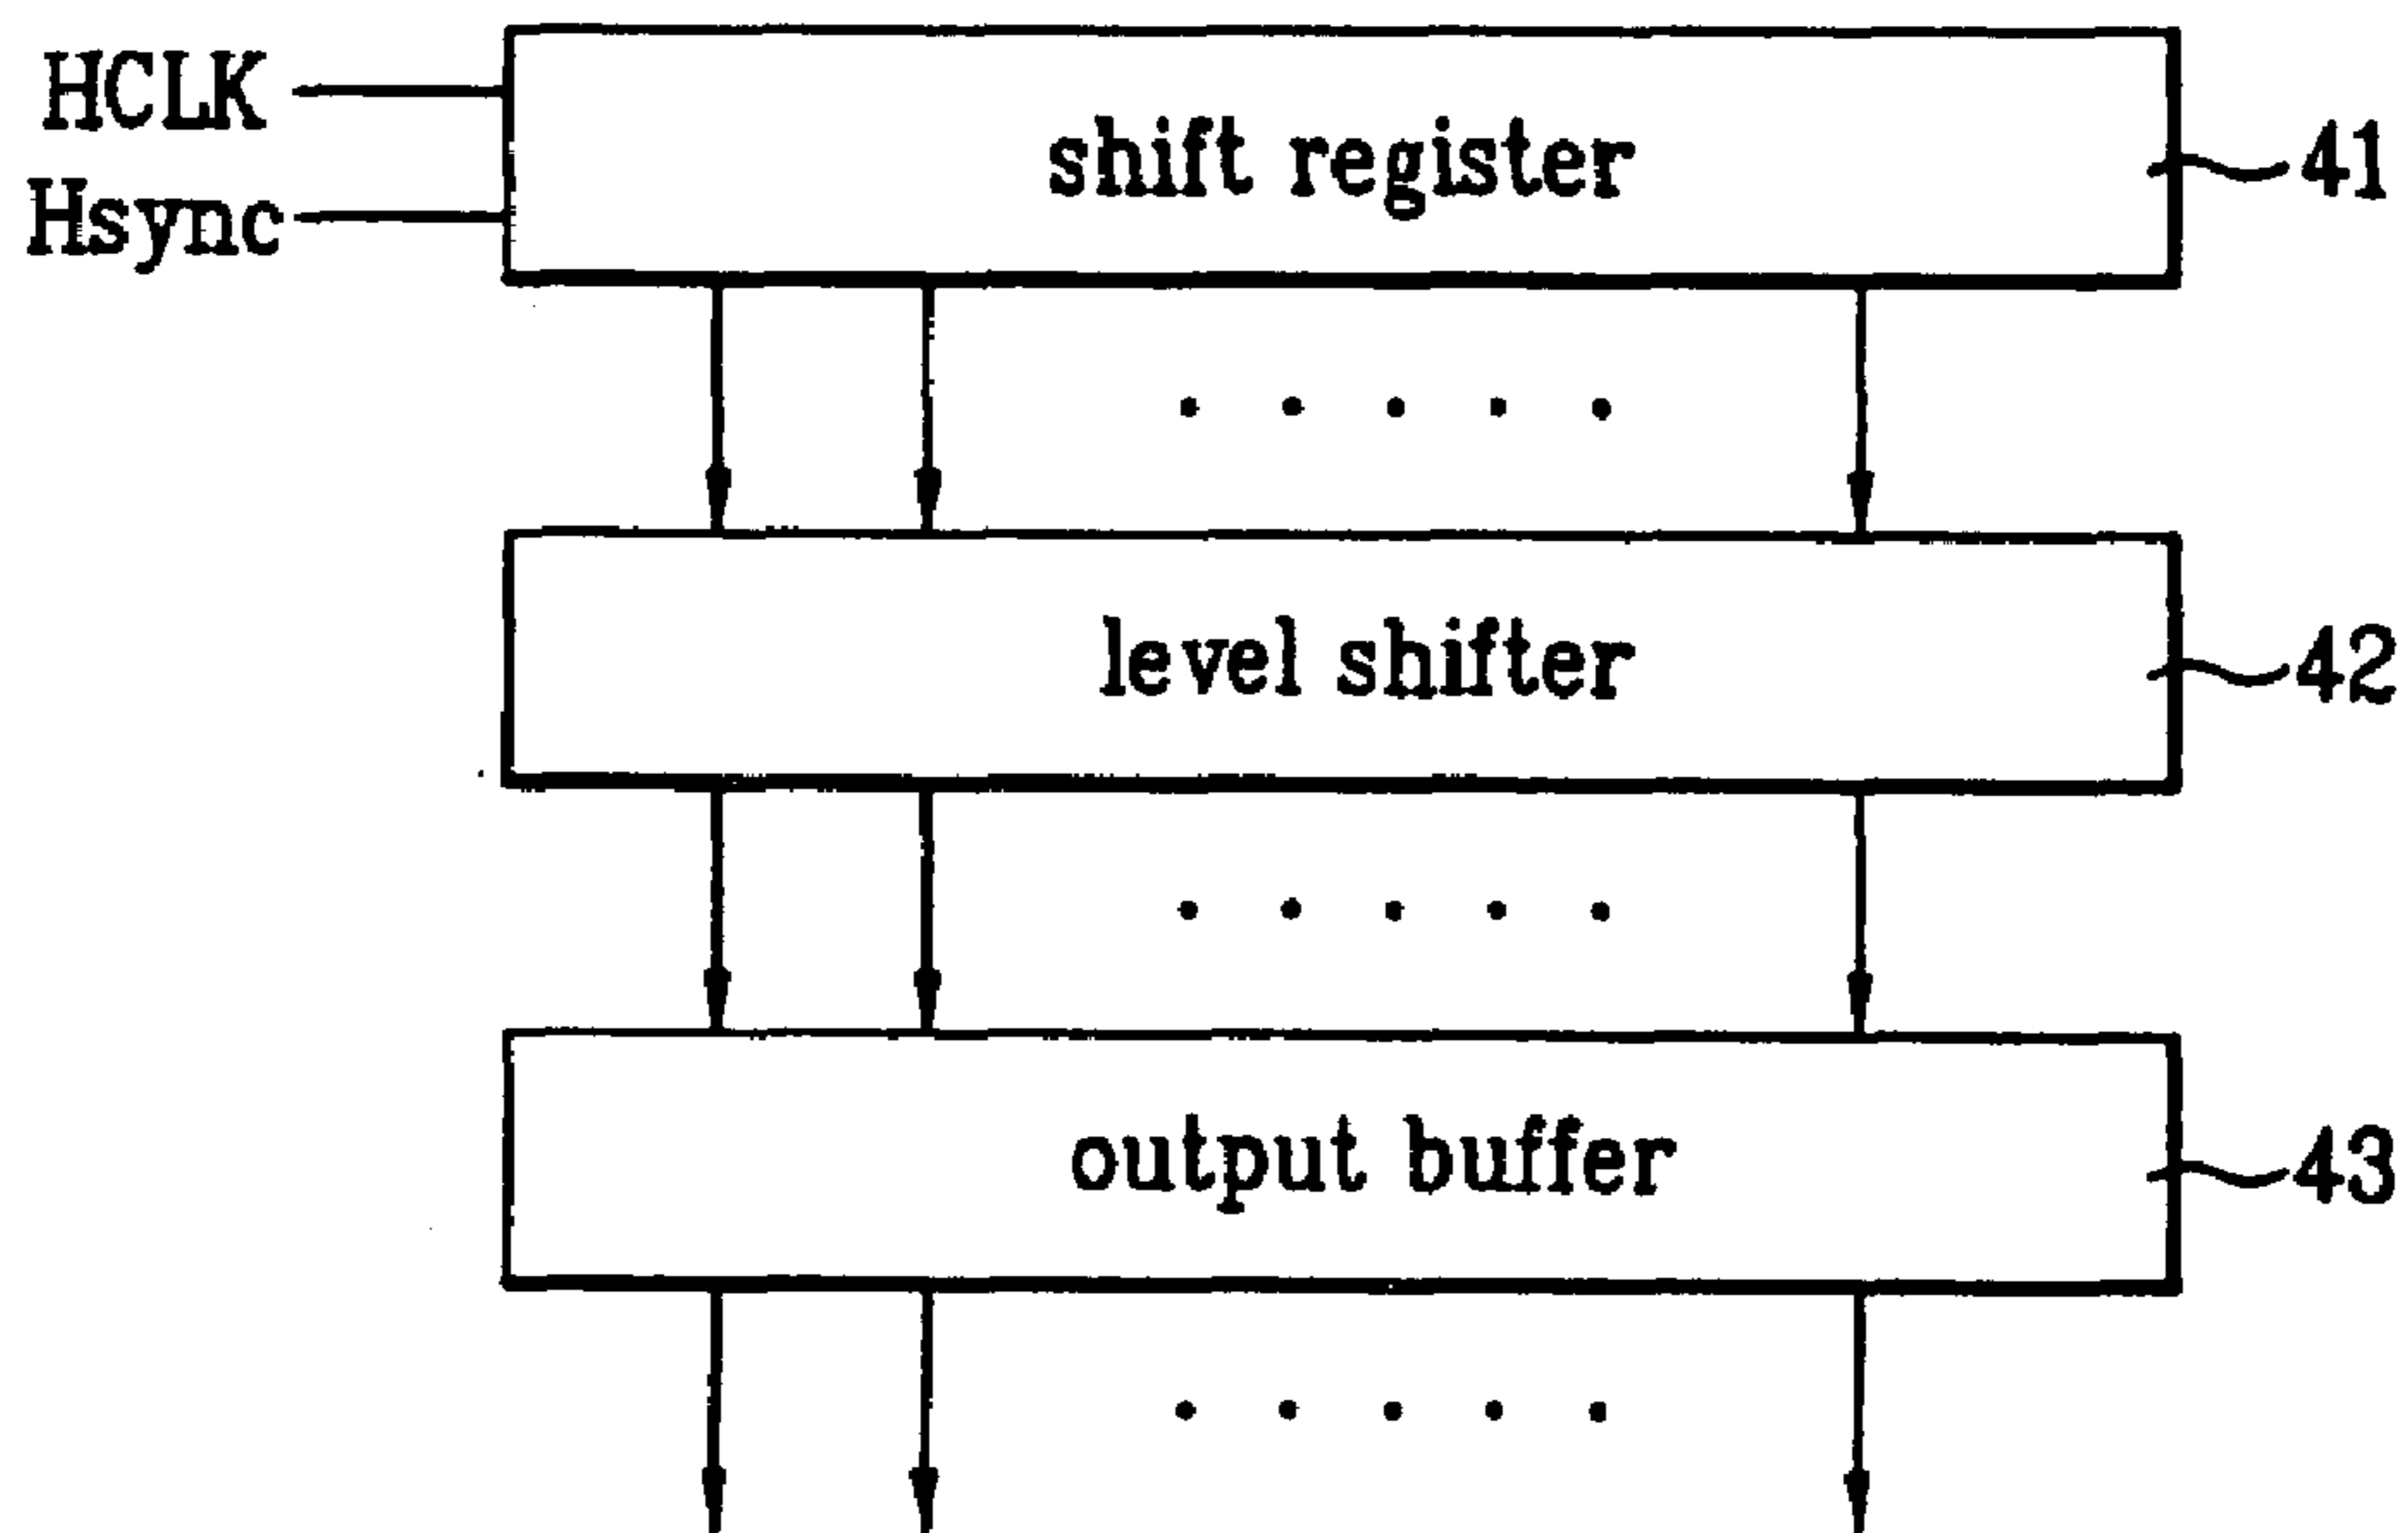 HCLK
Hsync
shift register
41
level shifter
42
output buffer
43